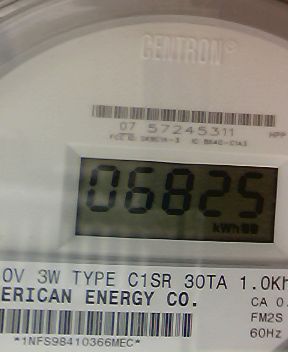 CENTRON®
07 57245311
06825
kWh
0V 3W TYPE C1SR 30TA 1.0Kh
ERICAN ENERGY CO.
CA 0.
FM2S
60Hz
*1NFS98410366MEC*